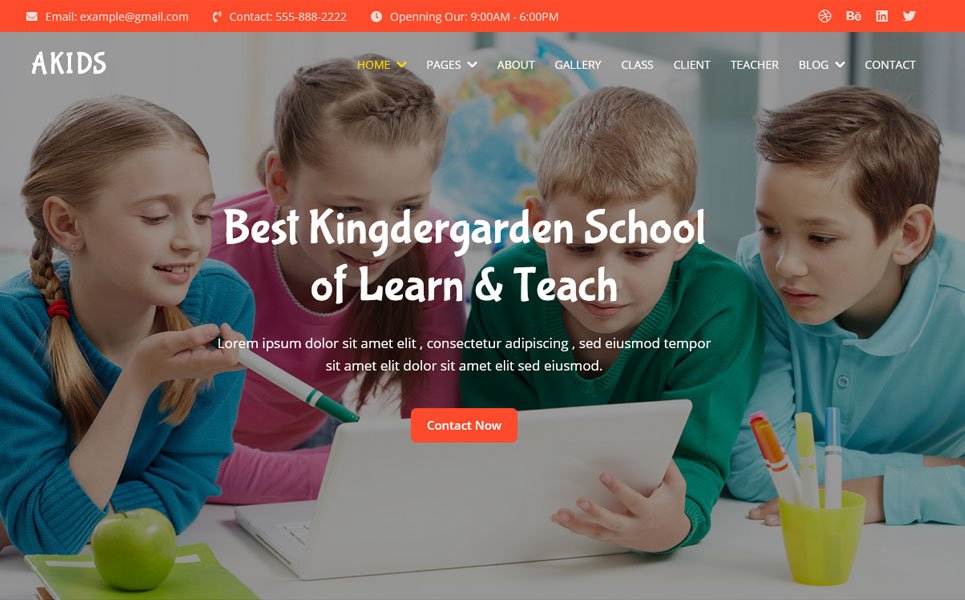 Email: example@gmail.com
Contact: 555-888-2222
Openning Our: 9:00AM - 6:00PM
Bē
in
AKIDS
HOME
PAGES
ABOUT
GALLERY
CLASS
CLIENT
TEACHER
BLOG
CONTACT
Best Kingdergarden School
of Learn & Teach
Lorem ipsum dolor sit amet elit , consectetur adipiscing , sed eiusmod tempor
sit amet elit dolor sit amet elit sed eiusmod.
Contact Now